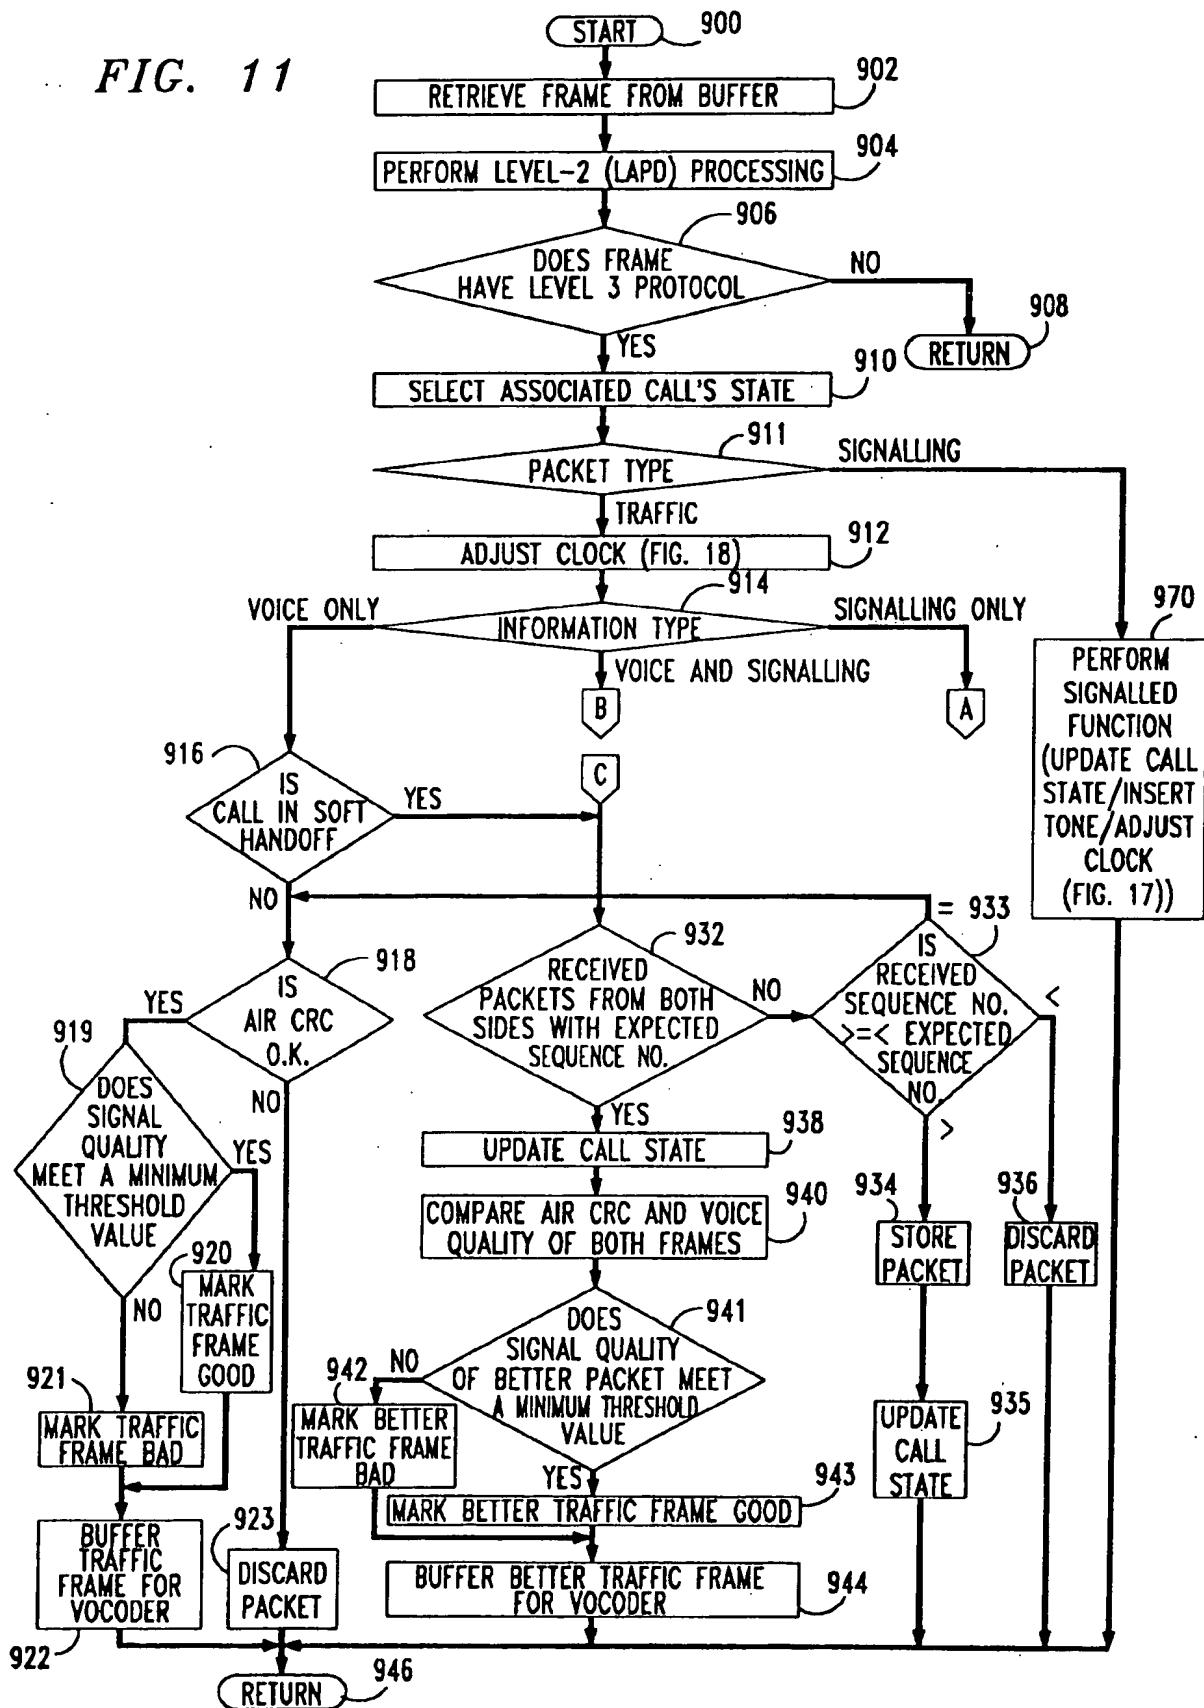 FIG. 11
START
900
RETRIEVE FRAME FROM BUFFER
902
PERFORM LEVEL-2 (LAPD) PROCESSING
904
906
DOES FRAME
HAVE LEVEL 3 PROTOCOL
NO
908
RETURN
YES
910
SELECT ASSOCIATED CALL'S STATE
911
SIGNALLING
PACKET TYPE
TRAFFIC
912
ADJUST CLOCK (FIG. 18)
914
VOICE ONLY
INFORMATION TYPE
SIGNALLING ONLY
VOICE AND SIGNALLING
B
A
970
PERFORM
SIGNALLED
FUNCTION
(UPDATE CALL
STATE/INSERT
TONE/ADJUST
CLOCK
(FIG. 17))
916
IS
CALL IN SOFT
HANDOFF
YES
C
NO
918
IS
AIR CRC
O.K.
YES
NO
932
RECEIVED
PACKETS FROM BOTH
SIDES WITH EXPECTED
SEQUENCE NO.
NO
YES
= 933
IS
RECEIVED
SEQUENCE NO.
>=< EXPECTED
SEQUENCE
NO.
<
>
919
DOES
SIGNAL
QUALITY
MEET A MINIMUM
THRESHOLD
VALUE
YES
NO
920
MARK
TRAFFIC
FRAME
GOOD
921
MARK TRAFFIC
FRAME BAD
BUFFER
TRAFFIC
FRAME FOR
VOCODER
922
923
DISCARD
PACKET
UPDATE CALL STATE
938
940
COMPARE AIR CRC AND VOICE
QUALITY OF BOTH FRAMES
941
DOES
SIGNAL QUALITY
OF BETTER PACKET MEET
A MINIMUM THRESHOLD
VALUE
NO
942
MARK BETTER
TRAFFIC FRAME
BAD
YES
943
MARK BETTER TRAFFIC FRAME GOOD
BUFFER BETTER TRAFFIC FRAME
FOR VOCODER
944
934
STORE
PACKET
935
UPDATE
CALL
STATE
936
DISCARD
PACKET
RETURN
946